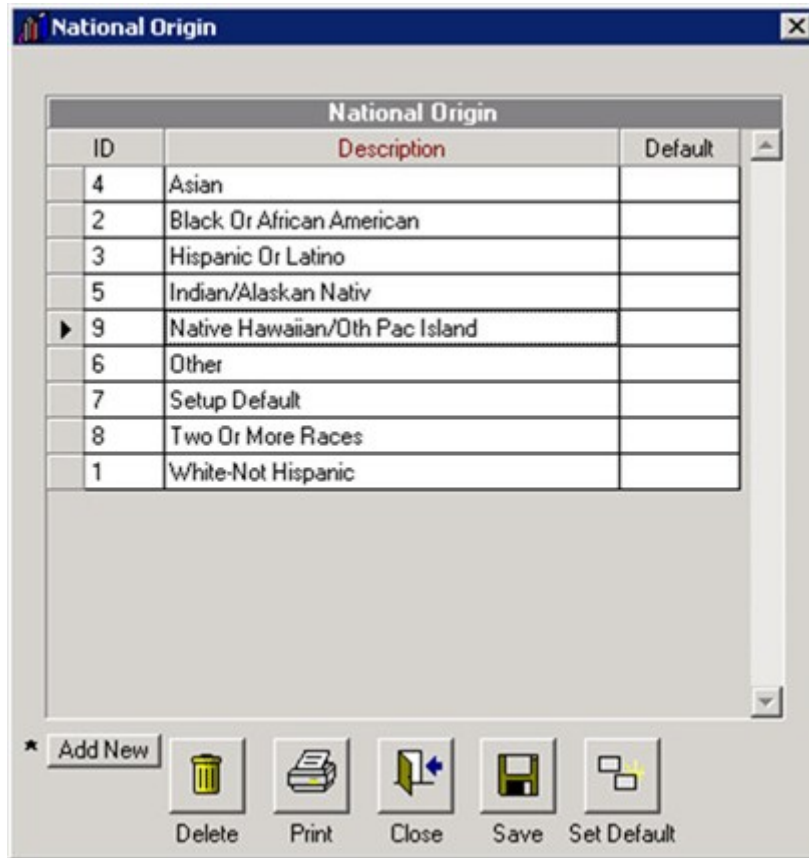 National Origin
National Origin
ID Description Default
4 Asian
2 Black Or African American
3 Hispanic Or Latino
5 Indian/Alaskan Nativ
9 Native Hawaiian/Oth Pac Island
6 Other
7 Setup Default
8 Two Or More Races
1 White-Not Hispanic
* Add New
Delete Print Close Save Set Default